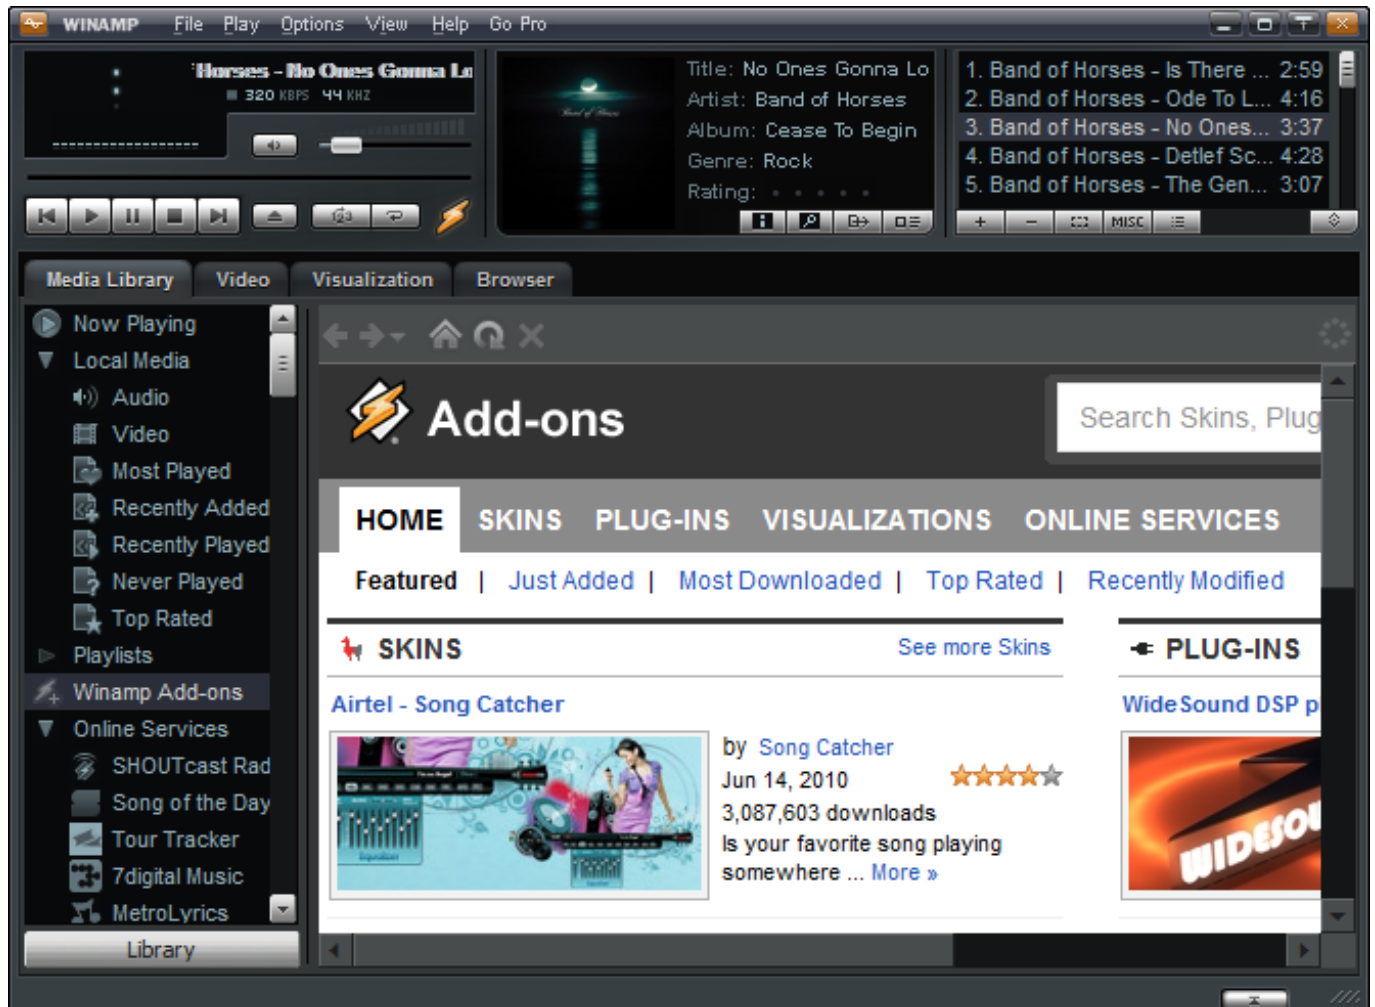 WINAMP File Play Options View Help Go Pro
Horses - No Ones Gonna Lo
320 KBPS 44 KHZ
Title: No Ones Gonna Lo
Artist: Band of Horses
Album: Cease To Begin
Genre: Rock
Rating:
Band of Horses
1. Band of Horses - Is There ... 2:59
2. Band of Horses - Ode To L... 4:16
3. Band of Horses - No Ones... 3:37
4. Band of Horses - Detlef Sc... 4:28
5. Band of Horses - The Gen... 3:07
MISC
Media Library Video Visualization Browser
Now Playing
Local Media
Audio
Video
Most Played
Recently Added
Recently Played
Never Played
Top Rated
Playlists
Winamp Add-ons
Online Services
SHOUTcast Rad
Song of the Day
Tour Tracker
7digital Music
MetroLyrics
Library
Add-ons
Search Skins, Plug
HOME SKINS PLUG-INS VISUALIZATIONS ONLINE SERVICES
Featured | Just Added | Most Downloaded | Top Rated | Recently Modified
SKINS See more Skins
Airtel - Song Catcher
by Song Catcher
Jun 14, 2010
3,087,603 downloads
Is your favorite song playing
somewhere ... More »
Equalizer
PLUG-INS
WideSound DSP p
WIDESOU